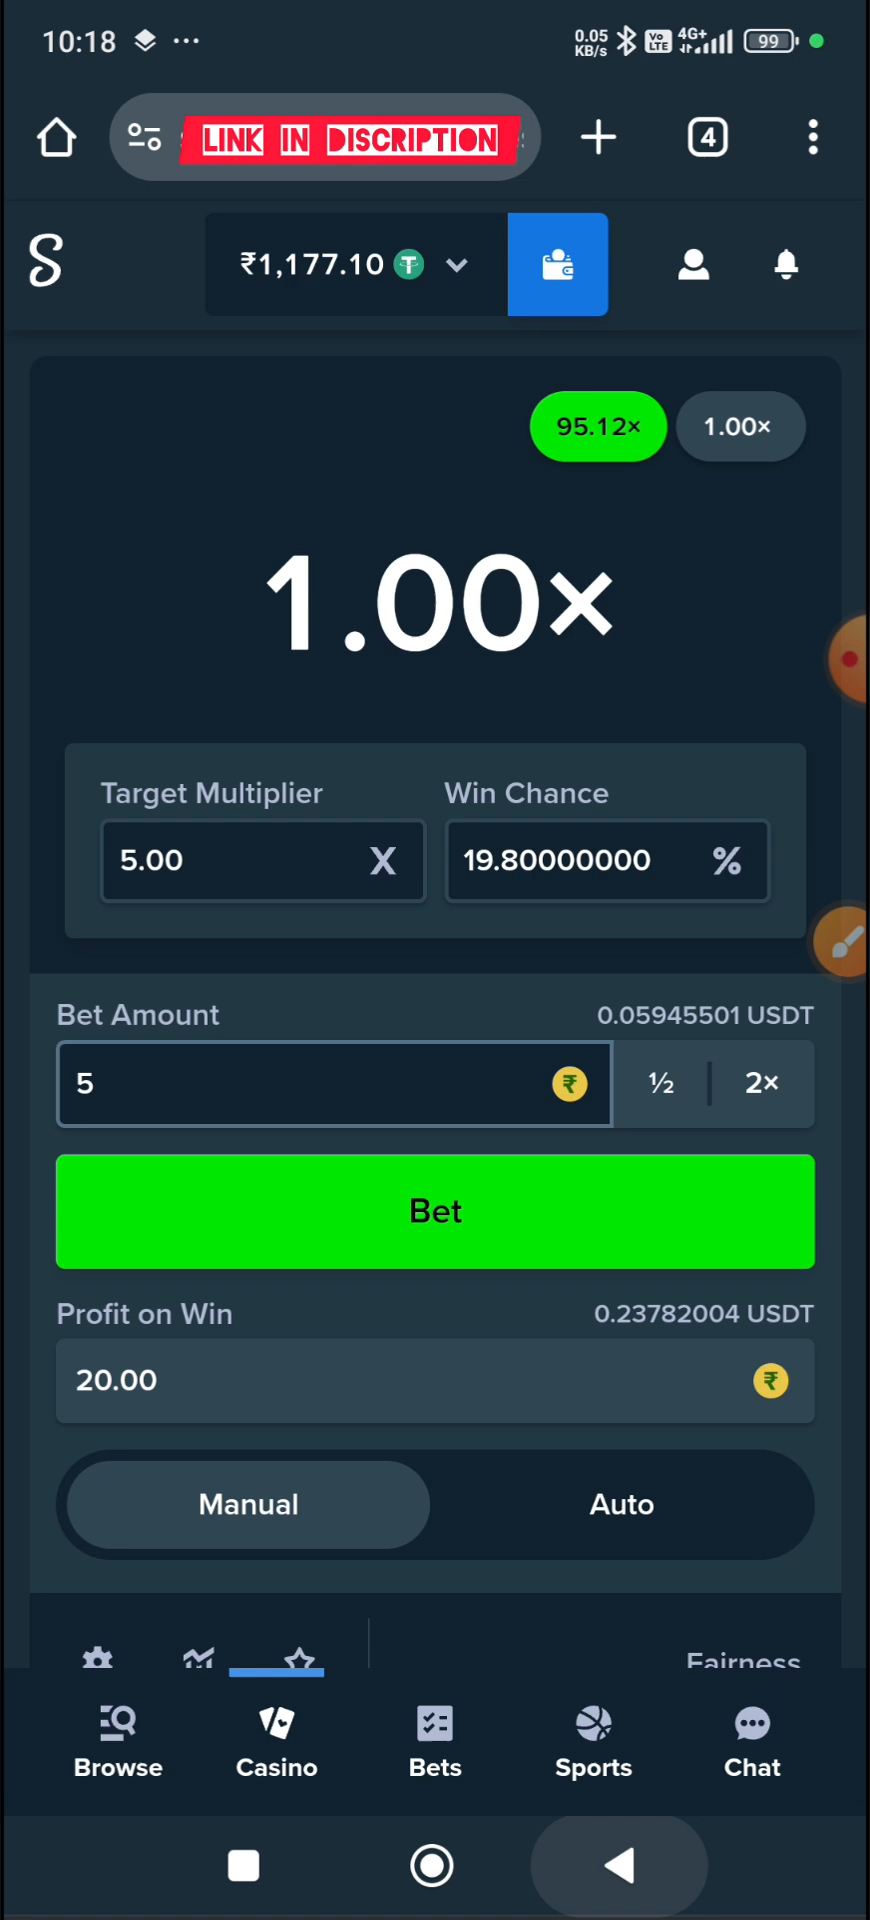 10:18 ... 0.05 KB/s Vo LTE 4G+ 99
LINK IN DISCRIPTION 4
S ₹1,177.10
95.12× 1.00×
1.00×
Target Multiplier Win Chance
5.00 X 19.80000000 %
Bet Amount 0.05945501 USDT
5 ₹ ½ 2×
Bet
Profit on Win 0.23782004 USDT
20.00 ₹
Manual Auto
Fairness
Browse Casino Bets Sports Chat